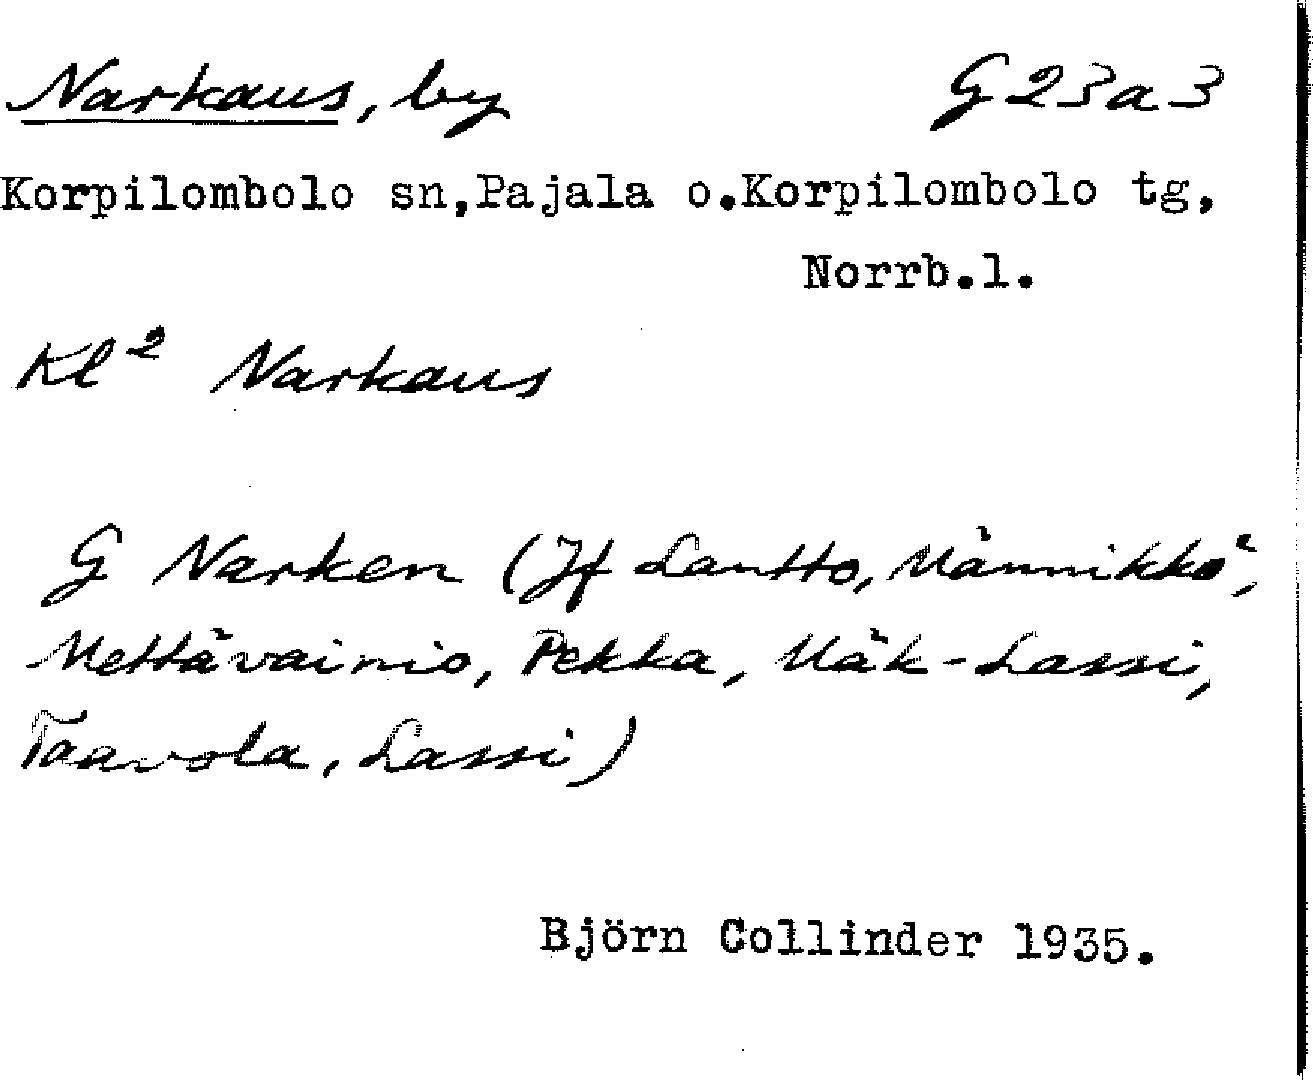 Narkaus, by G23a3
Korpilombolo sn,Pajala o.Korpilombolo tg,
Norrb.l.
Kl² Narkaus
G Narken (Jf Lantto, Männikkö,
Mettävainio, Pekka, Mäk-Lassi,
Taavola, Lassi)
Björn Collinder 1935.